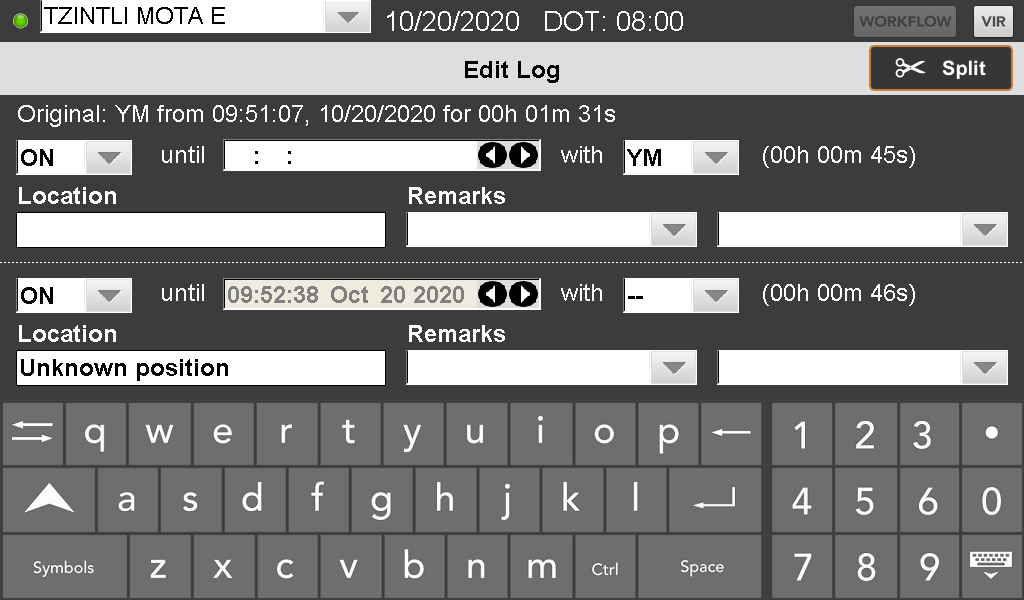 TZINTLI MOTA E 10/20/2020 DOT: 08:00 WORKFLOW VIR
Edit Log Split
Original: YM from 09:51:07, 10/20/2020 for 00h 01m 31s
ON until : : with YM (00h 00m 45s)
Location Remarks
ON until 09:52:38 Oct 20 2020 with -- (00h 00m 46s)
Location Remarks
Unknown position
q w e r t y u i o p 1 2 3 •
a s d f g h j k l 4 5 6 0
Symbols z x c v b n m Ctrl Space 7 8 9